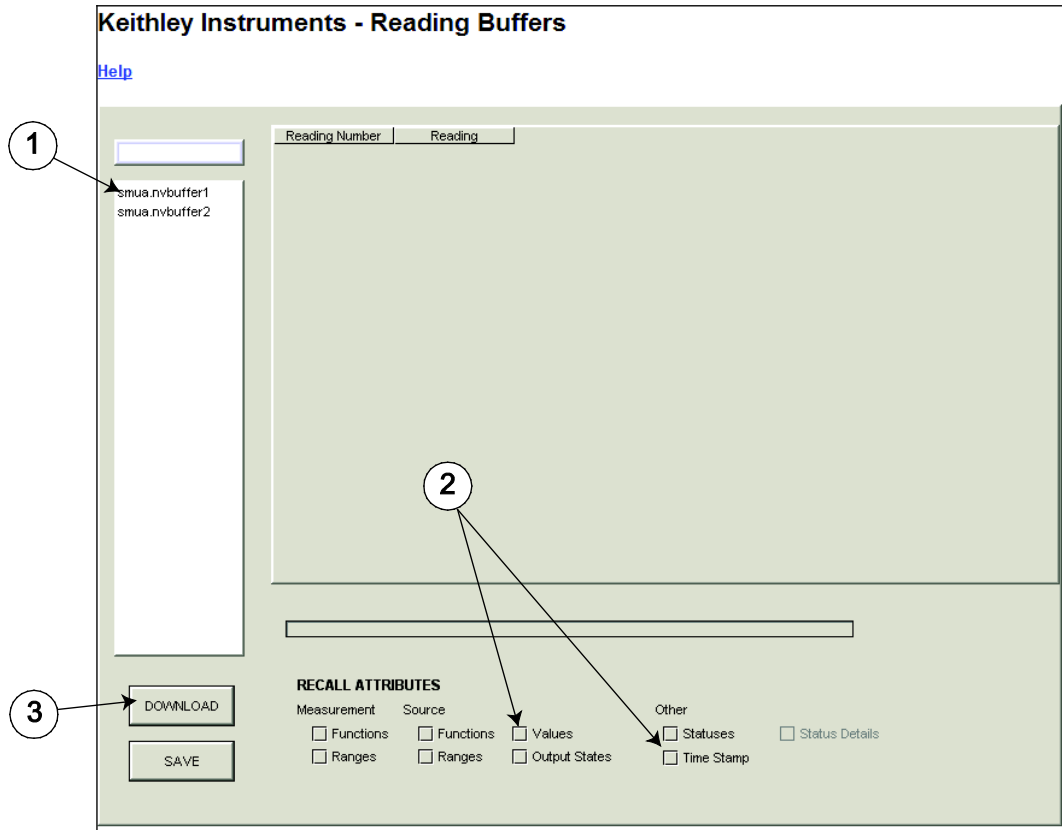 Keithley Instruments - Reading Buffers
Help
1
Reading Number Reading
smua.nvbuffer1
smua.nvbuffer2
2
3
DOWNLOAD
SAVE
RECALL ATTRIBUTES
Measurement Source Other
Functions Functions Values Statuses Status Details
Ranges Ranges Output States Time Stamp